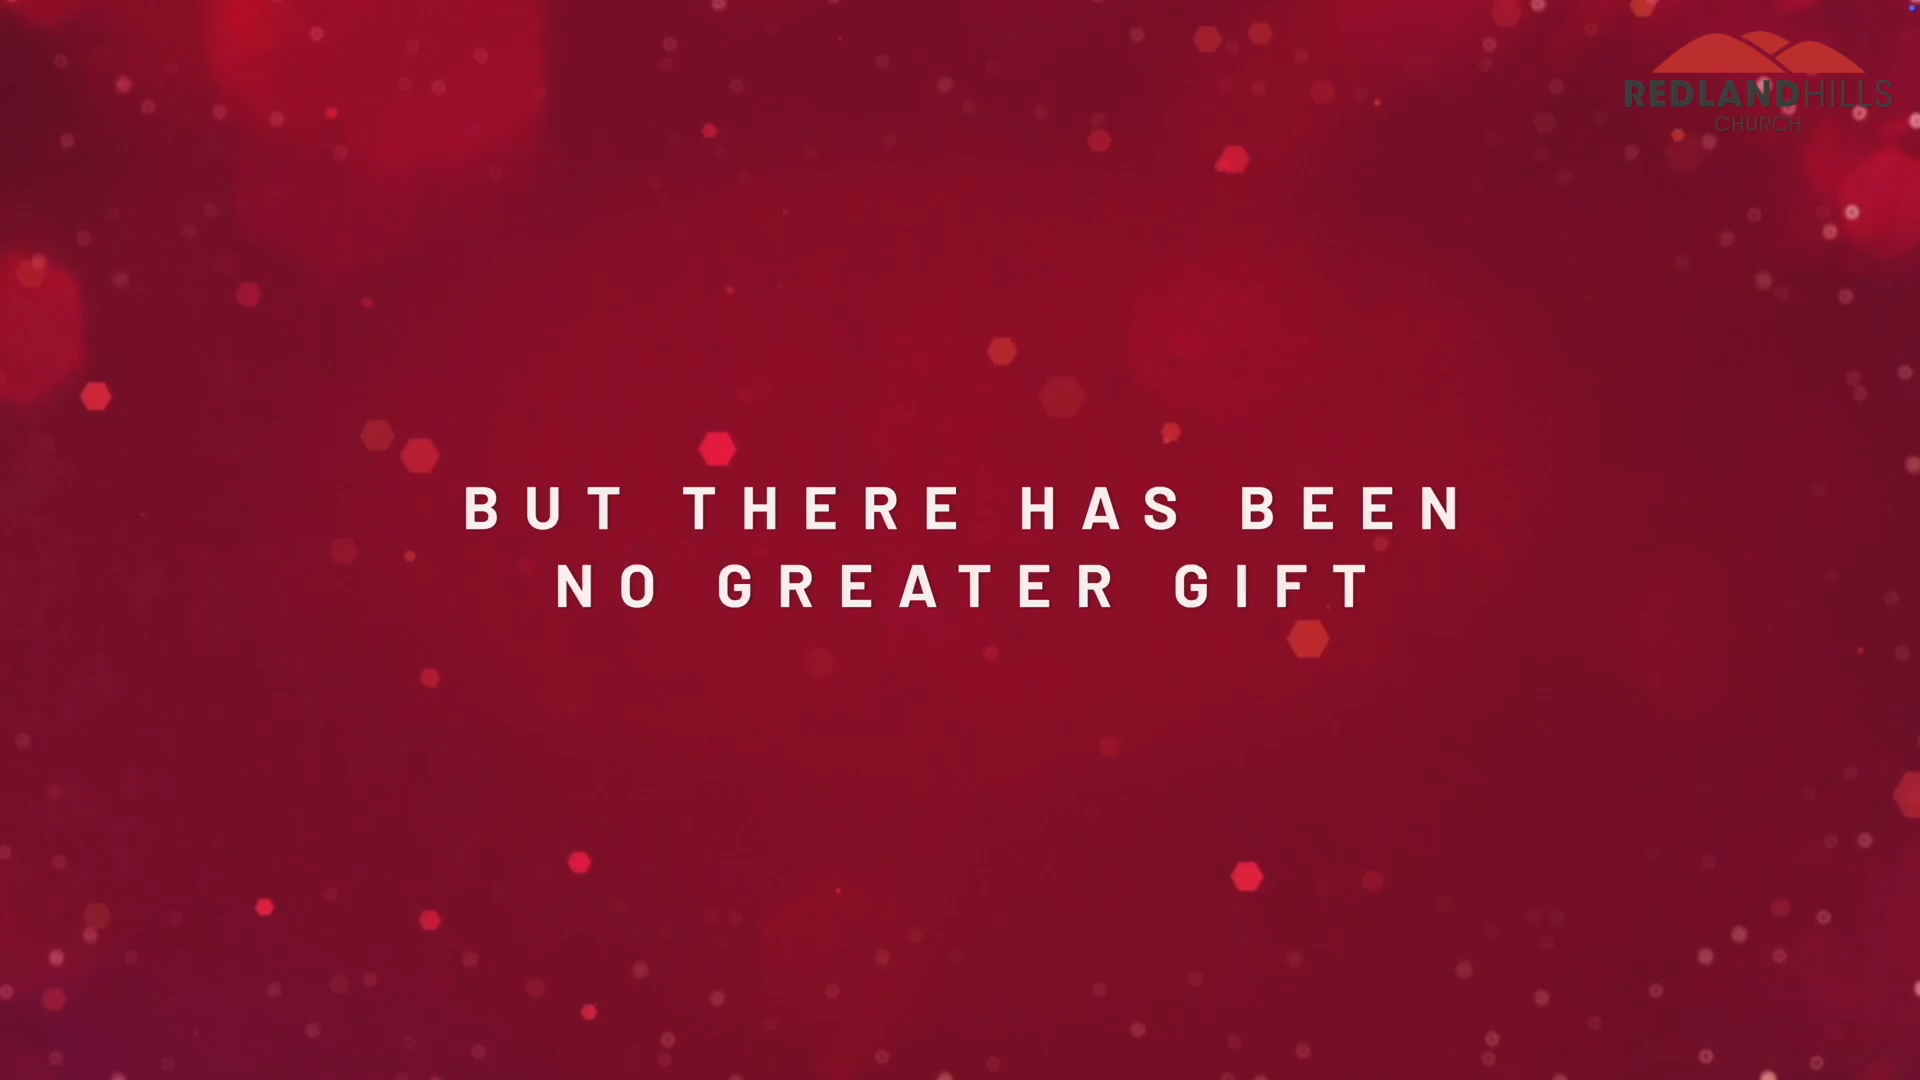 REDLANDHILLS
CHURCH
BUT THERE HAS BEEN
NO GREATER GIFT